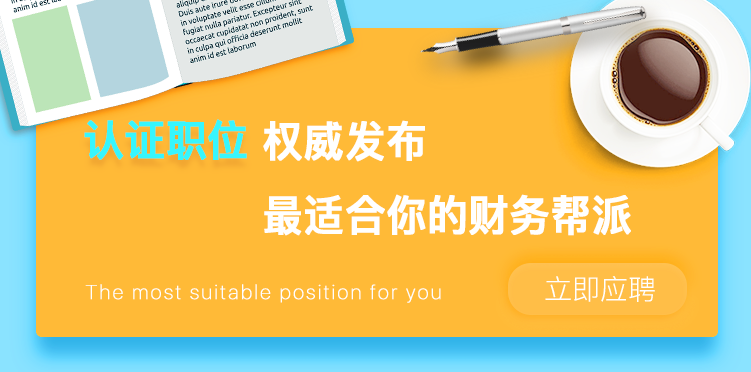 anim id est la
aliquip
Duis aute irure do
in voluptate velit esse cillum
fugiat nulla pariatur. Excepteur sint
occaecat cupidatat non proident, sunt
in culpa qui officia deserunt mollit
anim id est laborum
认证职位 权威发布
最适合你的财务帮派
The most suitable position for you
立即应聘